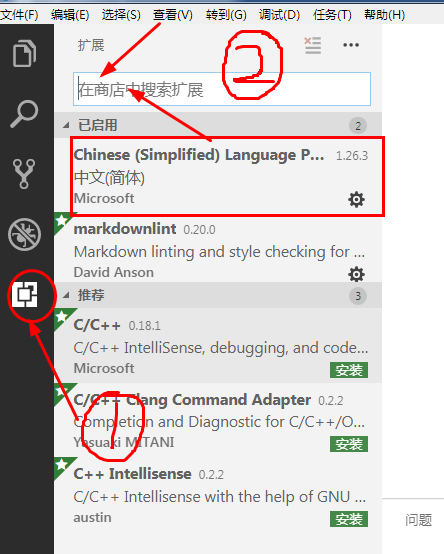 文件(F) 编辑(E) 选择(S) 查看(V) 转到(G) 调试(D) 任务(T) 帮助(H)
扩展
2
在商店中搜索扩展
已启用 2
Chinese (Simplified) Language P... 1.26.3
中文(简体)
Microsoft
markdownlint 0.20.0
Markdown linting and style checking for ...
David Anson
推荐 3
C/C++ 0.18.1
C/C++ IntelliSense, debugging, and code...
Microsoft 安装
C/C++ Clang Command Adapter 0.2.2
Completion and Diagnostic for C/C++/O...
Yasuaki MITANI 安装
1
C++ Intellisense 0.2.2
C/C++ Intellisense with the help of GNU ...
austin 安装
问题